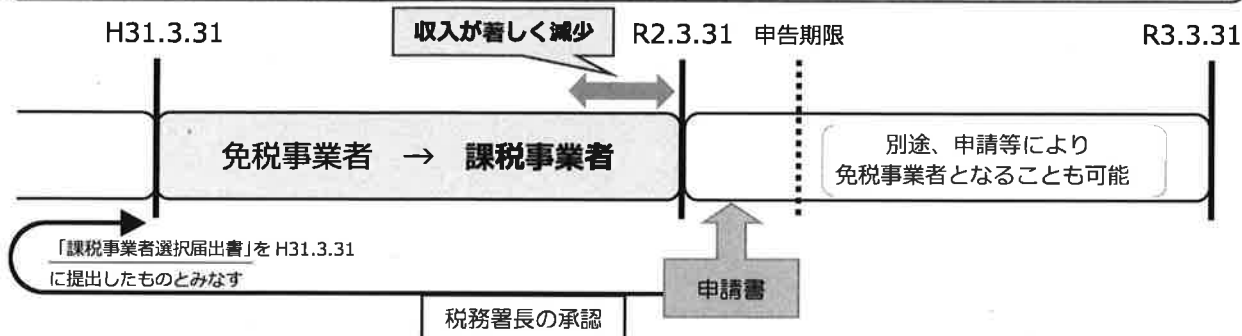 H31.3.31
収入が著しく減少
R2.3.31
申告期限
R3.3.31
免税事業者 → 課税事業者
別途、申請等により
免税事業者となることも可能
「課税事業者選択届出書」を H31.3.31
に提出したものとみなす
申請書
税務署長の承認